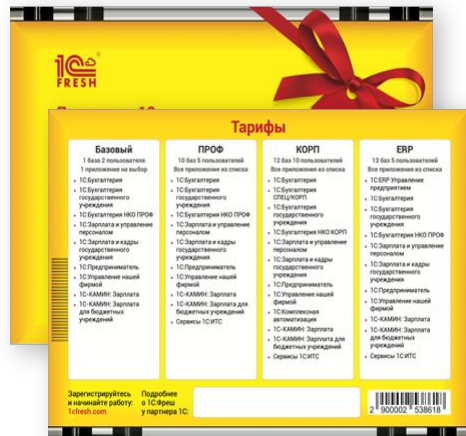 1С
FRESH
Тарифы
Базовый
1 база 2 пользователя
1 приложение на выбор
1С:Бухгалтерия
1С:Бухгалтерия
государственного
учреждения
1С:Бухгалтерия НКО ПРОФ
1С:Зарплата и управление
персоналом
1С:Зарплата и кадры
государственного
учреждения
1С:Предприниматель
1С:Управление нашей
фирмой
1С-КАМИН: Зарплата
1С-КАМИН: Зарплата
для бюджетных
учреждений
ПРОФ
10 баз 5 пользователей
Все приложения из списка
1С:Бухгалтерия
1С:Бухгалтерия
государственного
учреждения
1С:Бухгалтерия НКО ПРОФ
1С:Зарплата и управление
персоналом
1С:Зарплата и кадры
государственного
учреждения
1С:Предприниматель
1С:Управление нашей
фирмой
1С-КАМИН: Зарплата
1С-КАМИН: Зарплата для
бюджетных учреждений
Сервисы 1С:ИТС
КОРП
12 баз 10 пользователей
Все приложения из списка
1С:Бухгалтерия
1С:Бухгалтерия
СПЕЦ/КОРП
1С:Бухгалтерия
государственного
учреждения
1С:Бухгалтерия НКО КОРП
1С:Зарплата и управление
персоналом
1С:Зарплата и кадры
государственного
учреждения
1С:Предприниматель
1С:Управление нашей
фирмой
1С:Комплексная
автоматизация
1С-КАМИН: Зарплата
1С-КАМИН: Зарплата для
бюджетных учреждений
Сервисы 1С:ИТС
ERP
13 баз 5 пользователей
Все приложения из списка
1С:ERP Управление
предприятием
1С:Бухгалтерия
1С:Бухгалтерия
государственного
учреждения
1С:Бухгалтерия НКО ПРОФ
1С:Зарплата и управление
персоналом
1С:Зарплата и кадры
государственного
учреждения
1С:Предприниматель
1С:Управление нашей
фирмой
1С-КАМИН: Зарплата
1С-КАМИН: Зарплата
для бюджетных
учреждений
Сервисы 1С:ИТС
Зарегистрируйтесь
и начинайте работу:
1cfresh.com
Подробнее
о 1С:Фреш
у партнера 1С:
2 900002 538618